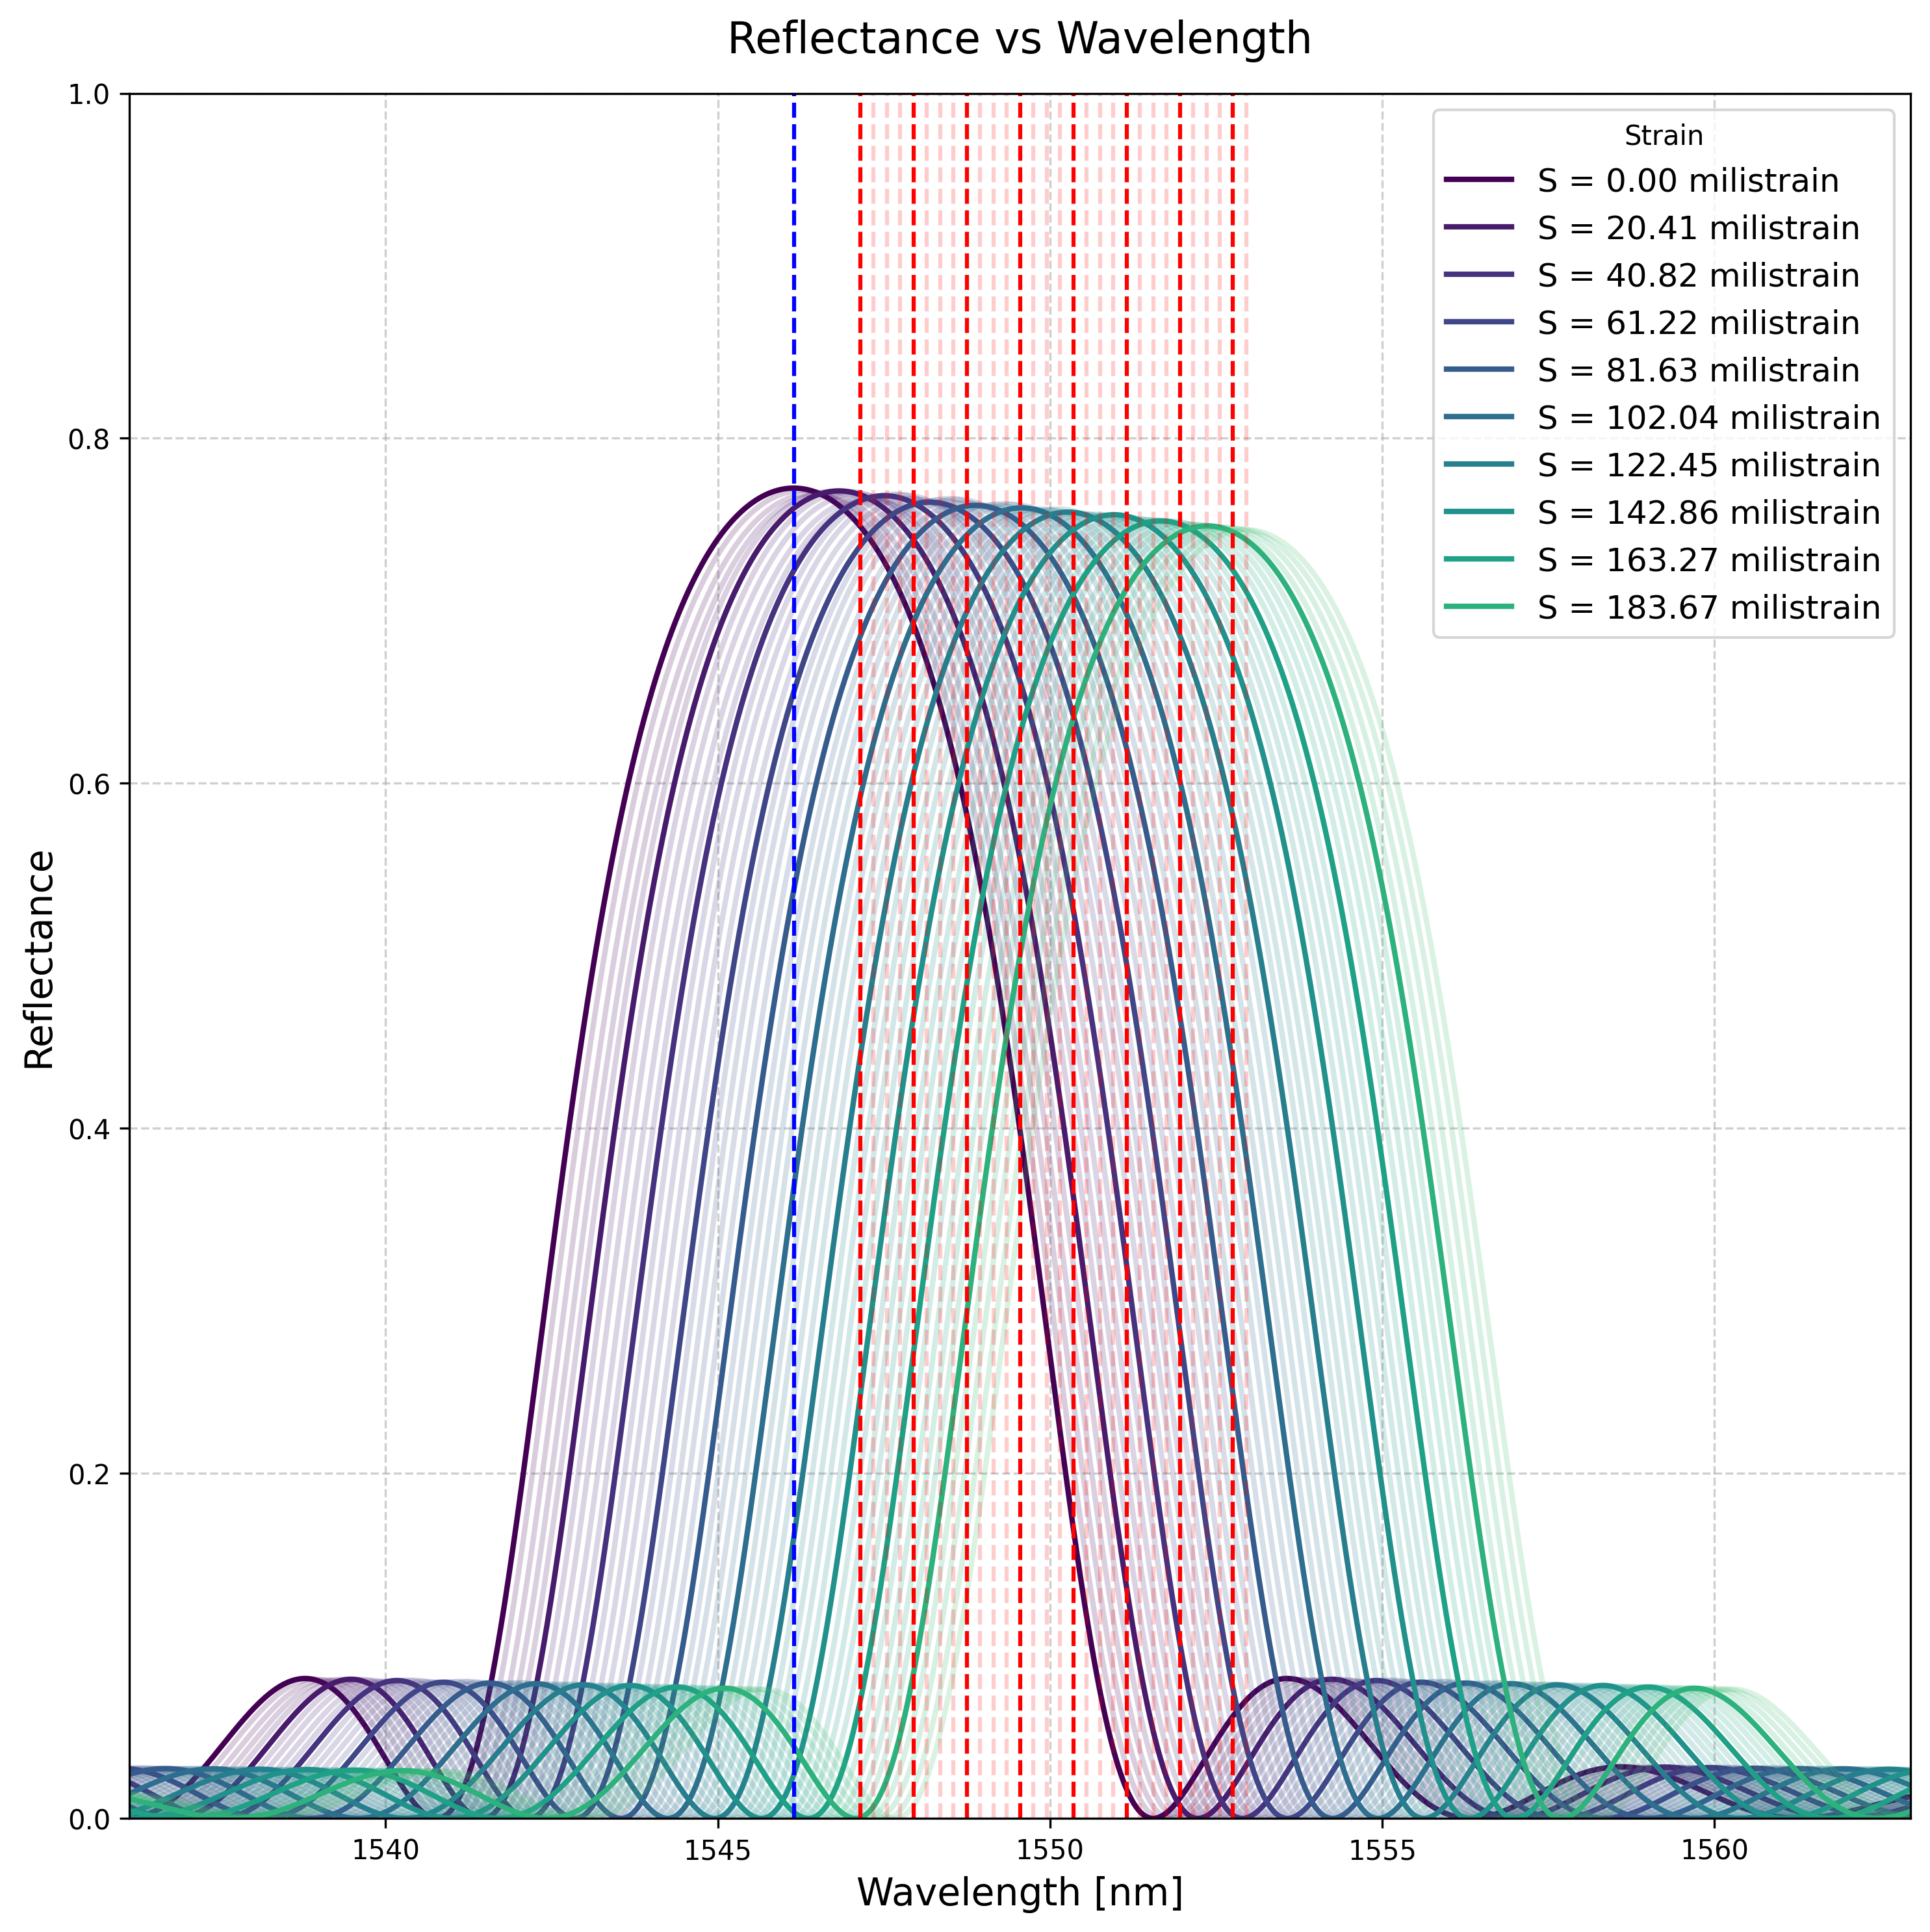 Reflectance vs Wavelength
1.0
0.8
0.6
0.4
0.2
0.0
Reflectance
Strain
S = 0.00 milistrain
S = 20.41 milistrain
S = 40.82 milistrain
S = 61.22 milistrain
S = 81.63 milistrain
S = 102.04 milistrain
S = 122.45 milistrain
S = 142.86 milistrain
S = 163.27 milistrain
S = 183.67 milistrain
1540 1545 1550 1555 1560
Wavelength [nm]